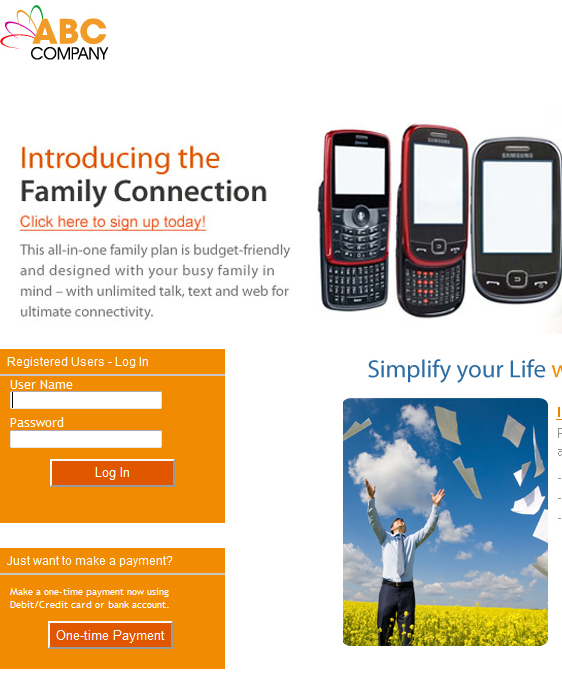 ABC
COMPANY
Introducing the
Family Connection
Click here to sign up today!
This all-in-one family plan is budget-friendly
and designed with your busy family in
mind – with unlimited talk, text and web for
ultimate connectivity.
SAMSUNG
SAMSUNG
Registered Users - Log In
User Name
Password
Log In
Simplify your Life w
Just want to make a payment?
Make a one-time payment now using
Debit/Credit card or bank account.
One-time Payment